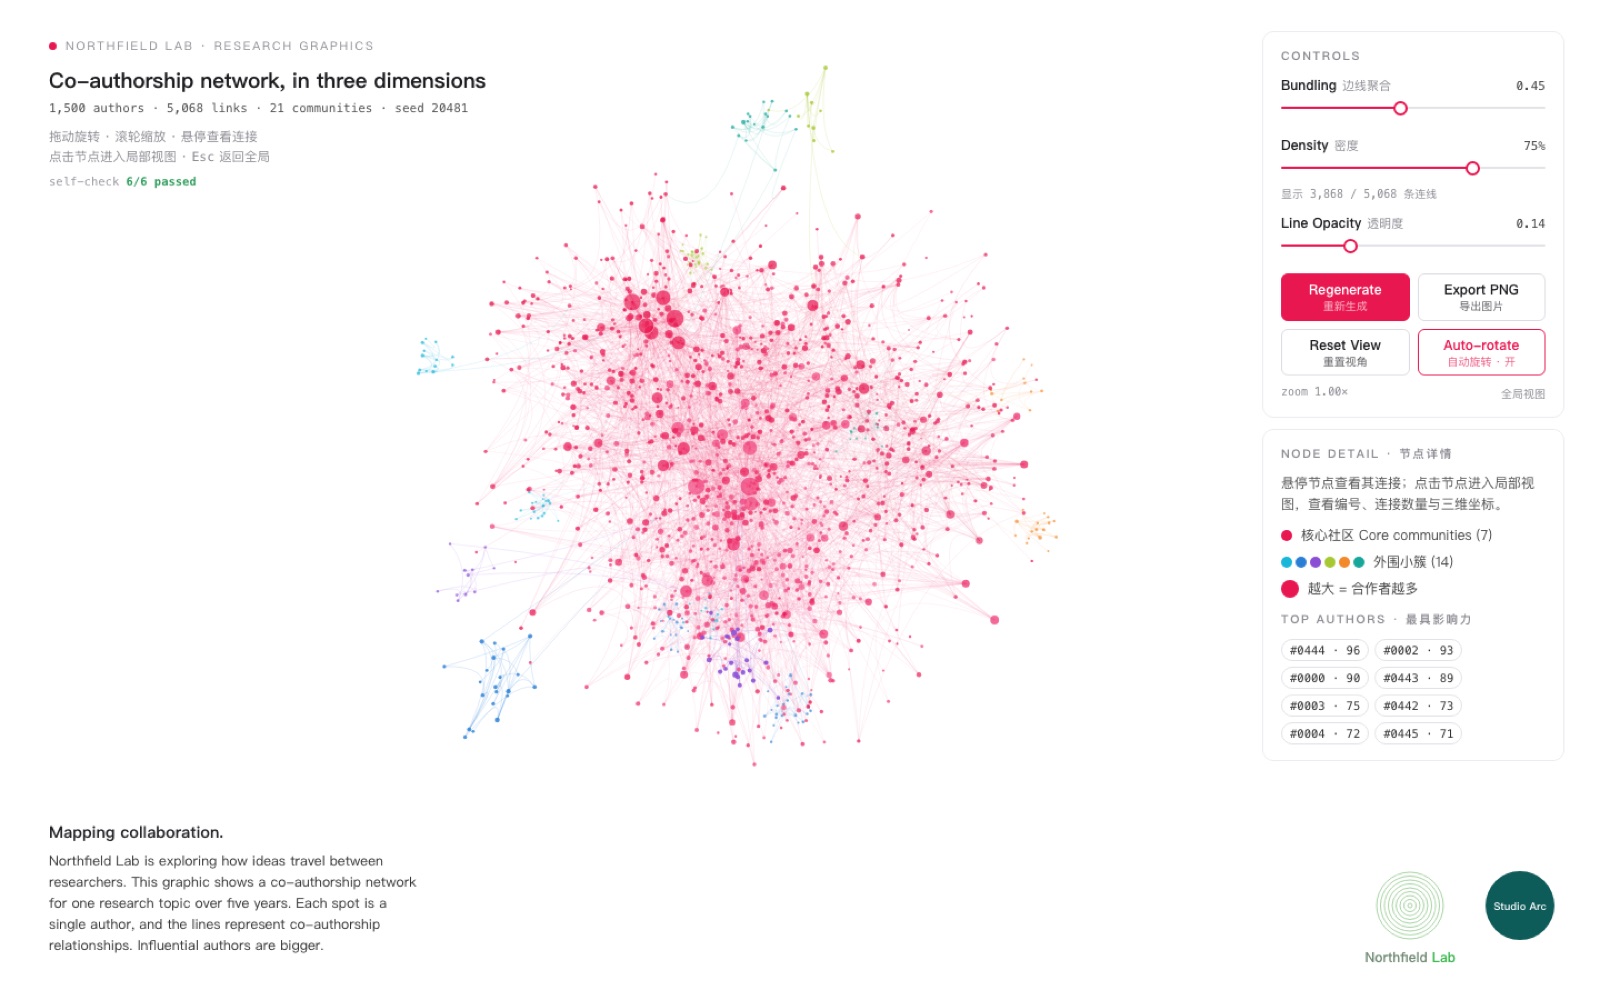 NORTHFIELD LAB · RESEARCH GRAPHICS
Co-authorship network, in three dimensions
1,500 authors · 5,068 links · 21 communities · seed 20481
拖动旋转 · 滚轮缩放 · 悬停查看连接
点击节点进入局部视图 · Esc 返回全局
self-check 6/6 passed
CONTROLS
Bundling 边线聚合 0.45
Density 密度 75%
显示 3,868 / 5,068 条连线
Line Opacity 透明度 0.14
Regenerate
重新生成
Export PNG
导出图片
Reset View
重置视角
Auto-rotate
自动旋转 · 开
zoom 1.00×
全局视图
NODE DETAIL · 节点详情
悬停节点查看其连接；点击节点进入局部视
图，查看编号、连接数量与三维坐标。
核心社区 Core communities (7)
外围小簇 (14)
越大 = 合作者越多
TOP AUTHORS · 最具影响力
#0444 · 96 #0002 · 93
#0000 · 90 #0443 · 89
#0003 · 75 #0442 · 73
#0004 · 72 #0445 · 71
Mapping collaboration.
Northfield Lab is exploring how ideas travel between
researchers. This graphic shows a co-authorship network
for one research topic over five years. Each spot is a
single author, and the lines represent co-authorship
relationships. Influential authors are bigger.
Northfield Lab
Studio Arc